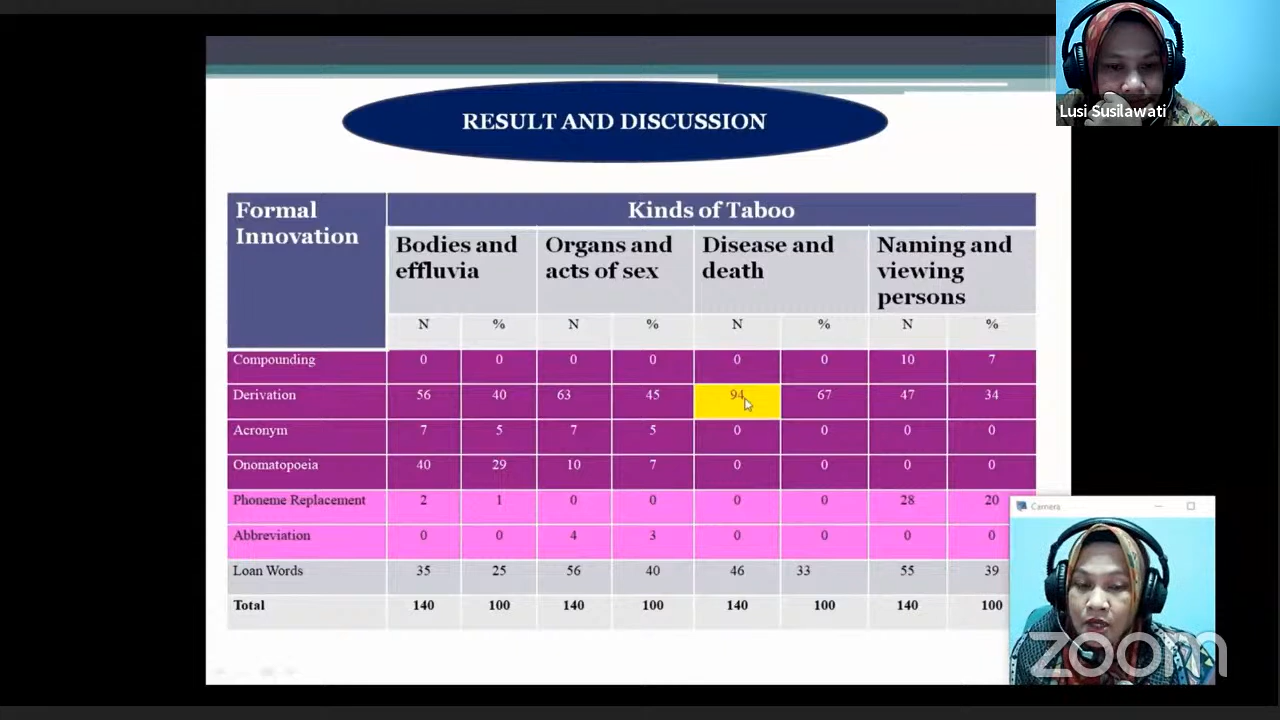 Lusi Susilawati
RESULT AND DISCUSSION
Formal Innovation
Kinds of Taboo
Bodies and effluvia
Organs and acts of sex
Disease and death
Naming and viewing persons
N % N % N % N %
Compounding 0 0 0 0 0 0 10 7
Derivation 56 40 63 45 94 67 47 34
Acronym 7 5 7 5 0 0 0 0
Onomatopoeia 40 29 10 7 0 0 0 0
Phoneme Replacement 2 1 0 0 0 0 28 20
Abbreviation 0 0 4 3 0 0 0 0
Loan Words 35 25 56 40 46 33 55 39
Total 140 100 140 100 140 100 140 100
Camera
zoom